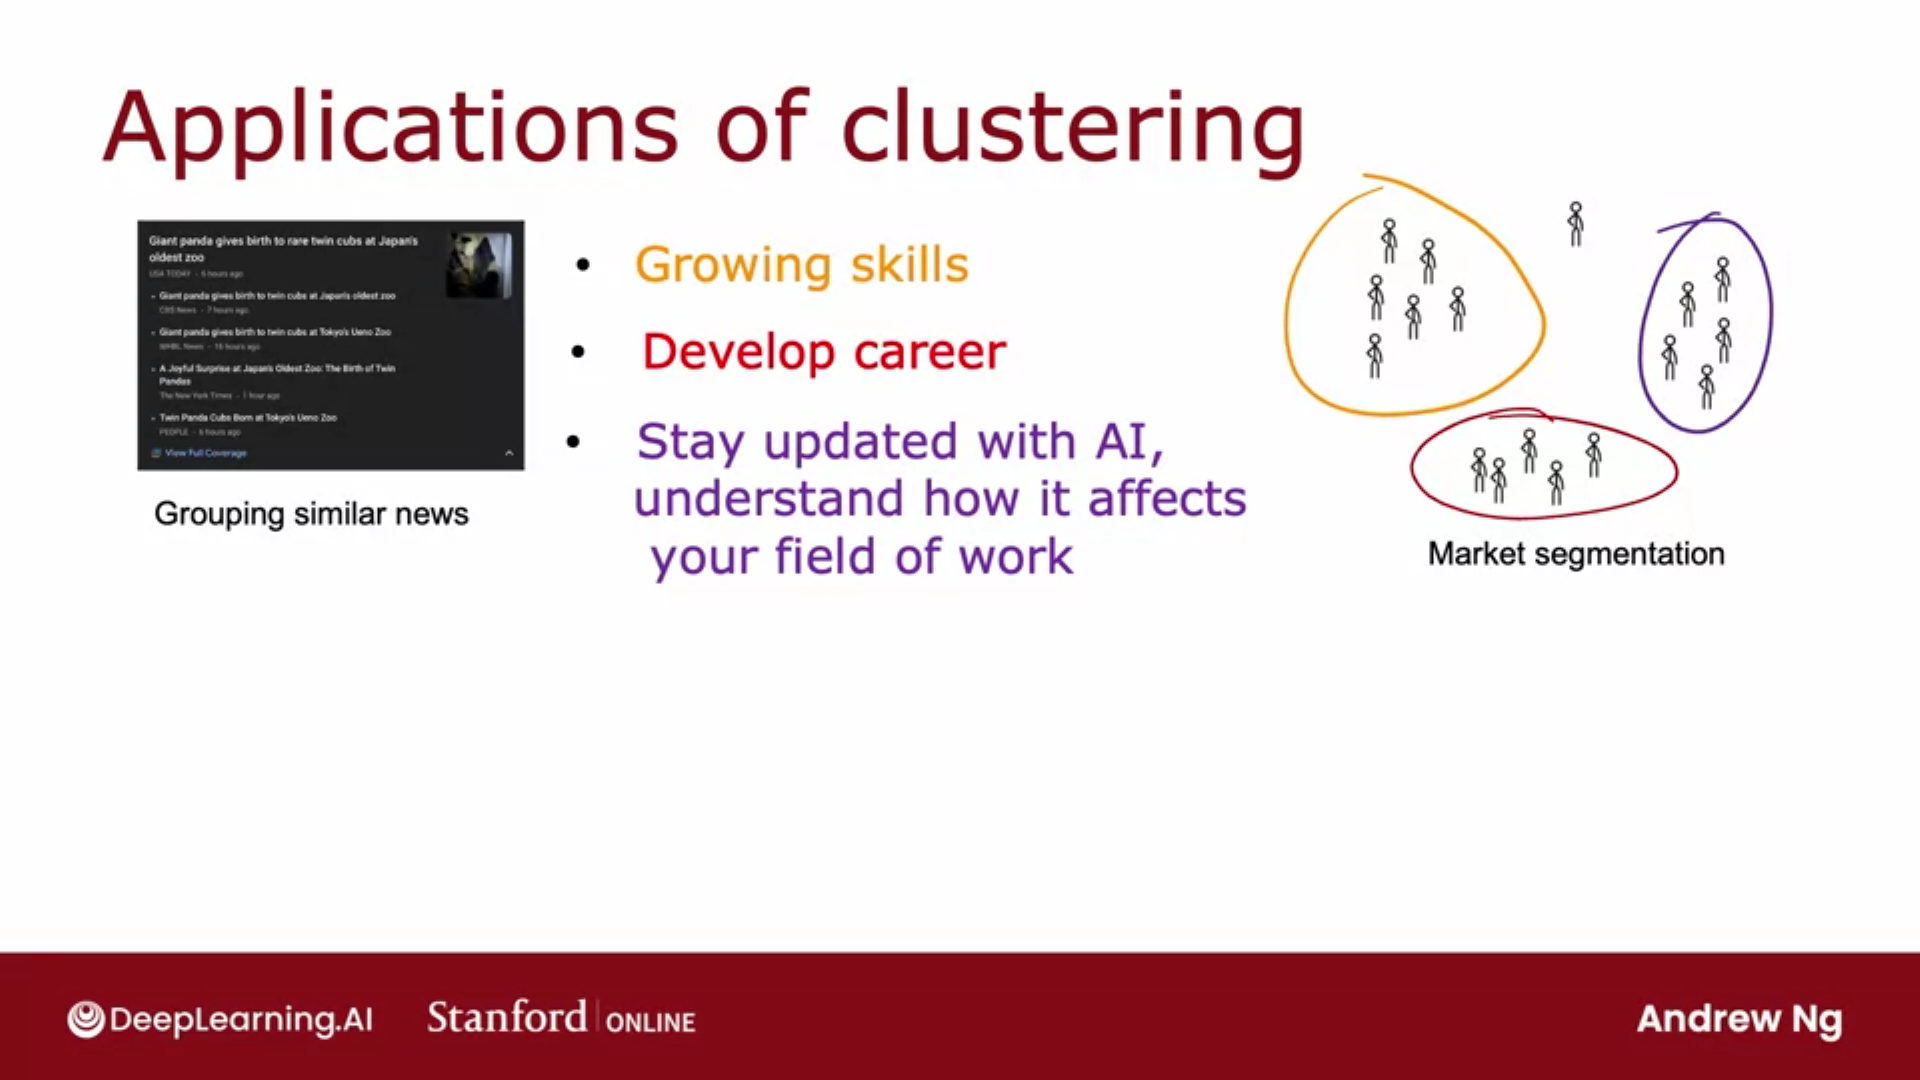 Applications of clustering
Giant panda gives birth to rare twin cubs at Japan's
oldest zoo
USA TODAY - 6 hours ago
Giant panda gives birth to twin cubs at Japan's oldest zoo
CBS News - 7 hours ago
Giant panda gives birth to twin cubs at Tokyo's Ueno Zoo
WHBL News - 16 hours ago
A Joyful Surprise at Japan's Oldest Zoo: The Birth of Twin
Pandas
The New York Times - 1 hour ago
Twin Panda Cubs Born at Tokyo's Ueno Zoo
PEOPLE - 6 hours ago
View Full Coverage
Grouping similar news
• Growing skills
• Develop career
• Stay updated with AI,
understand how it affects
your field of work
Market segmentation
DeepLearning.AI
Stanford | ONLINE
Andrew Ng